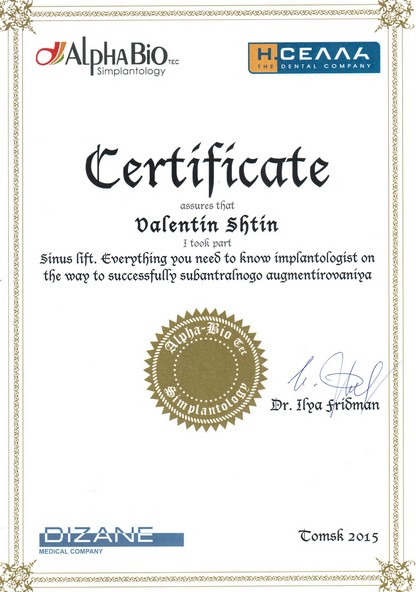 AlphaBio TEC
Simplantology
Н.СЕЛЛА
THE DENTAL COMPANY
Certificate
assures that
Valentin Shtin
I took part
Sinus lift. Everything you need to know implantologist on
the way to successfully subantralnogo augmentirovaniya
Alpha-Bio Tec
Simplantology
Dr. Ilya Fridman
DIZANE
MEDICAL COMPANY
Tomsk 2015